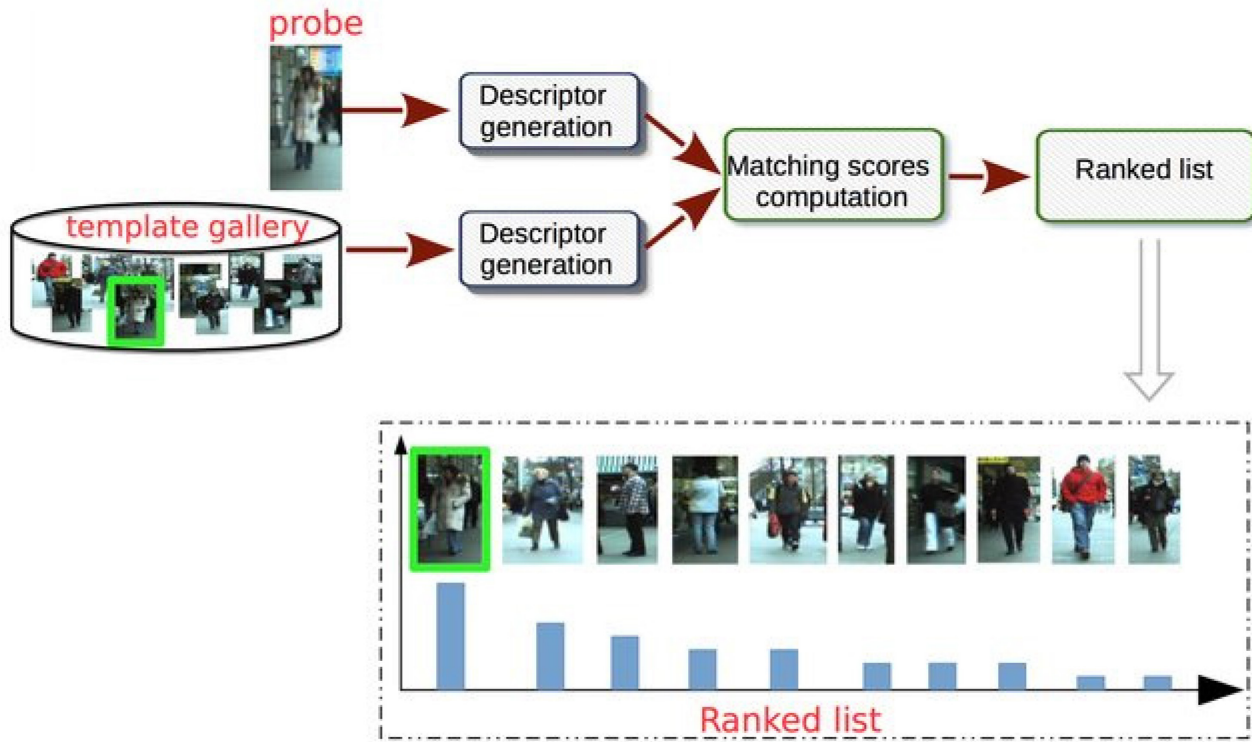 probe
Descriptor
generation
Matching scores
computation
Ranked list
template gallery
Descriptor
generation
Ranked list